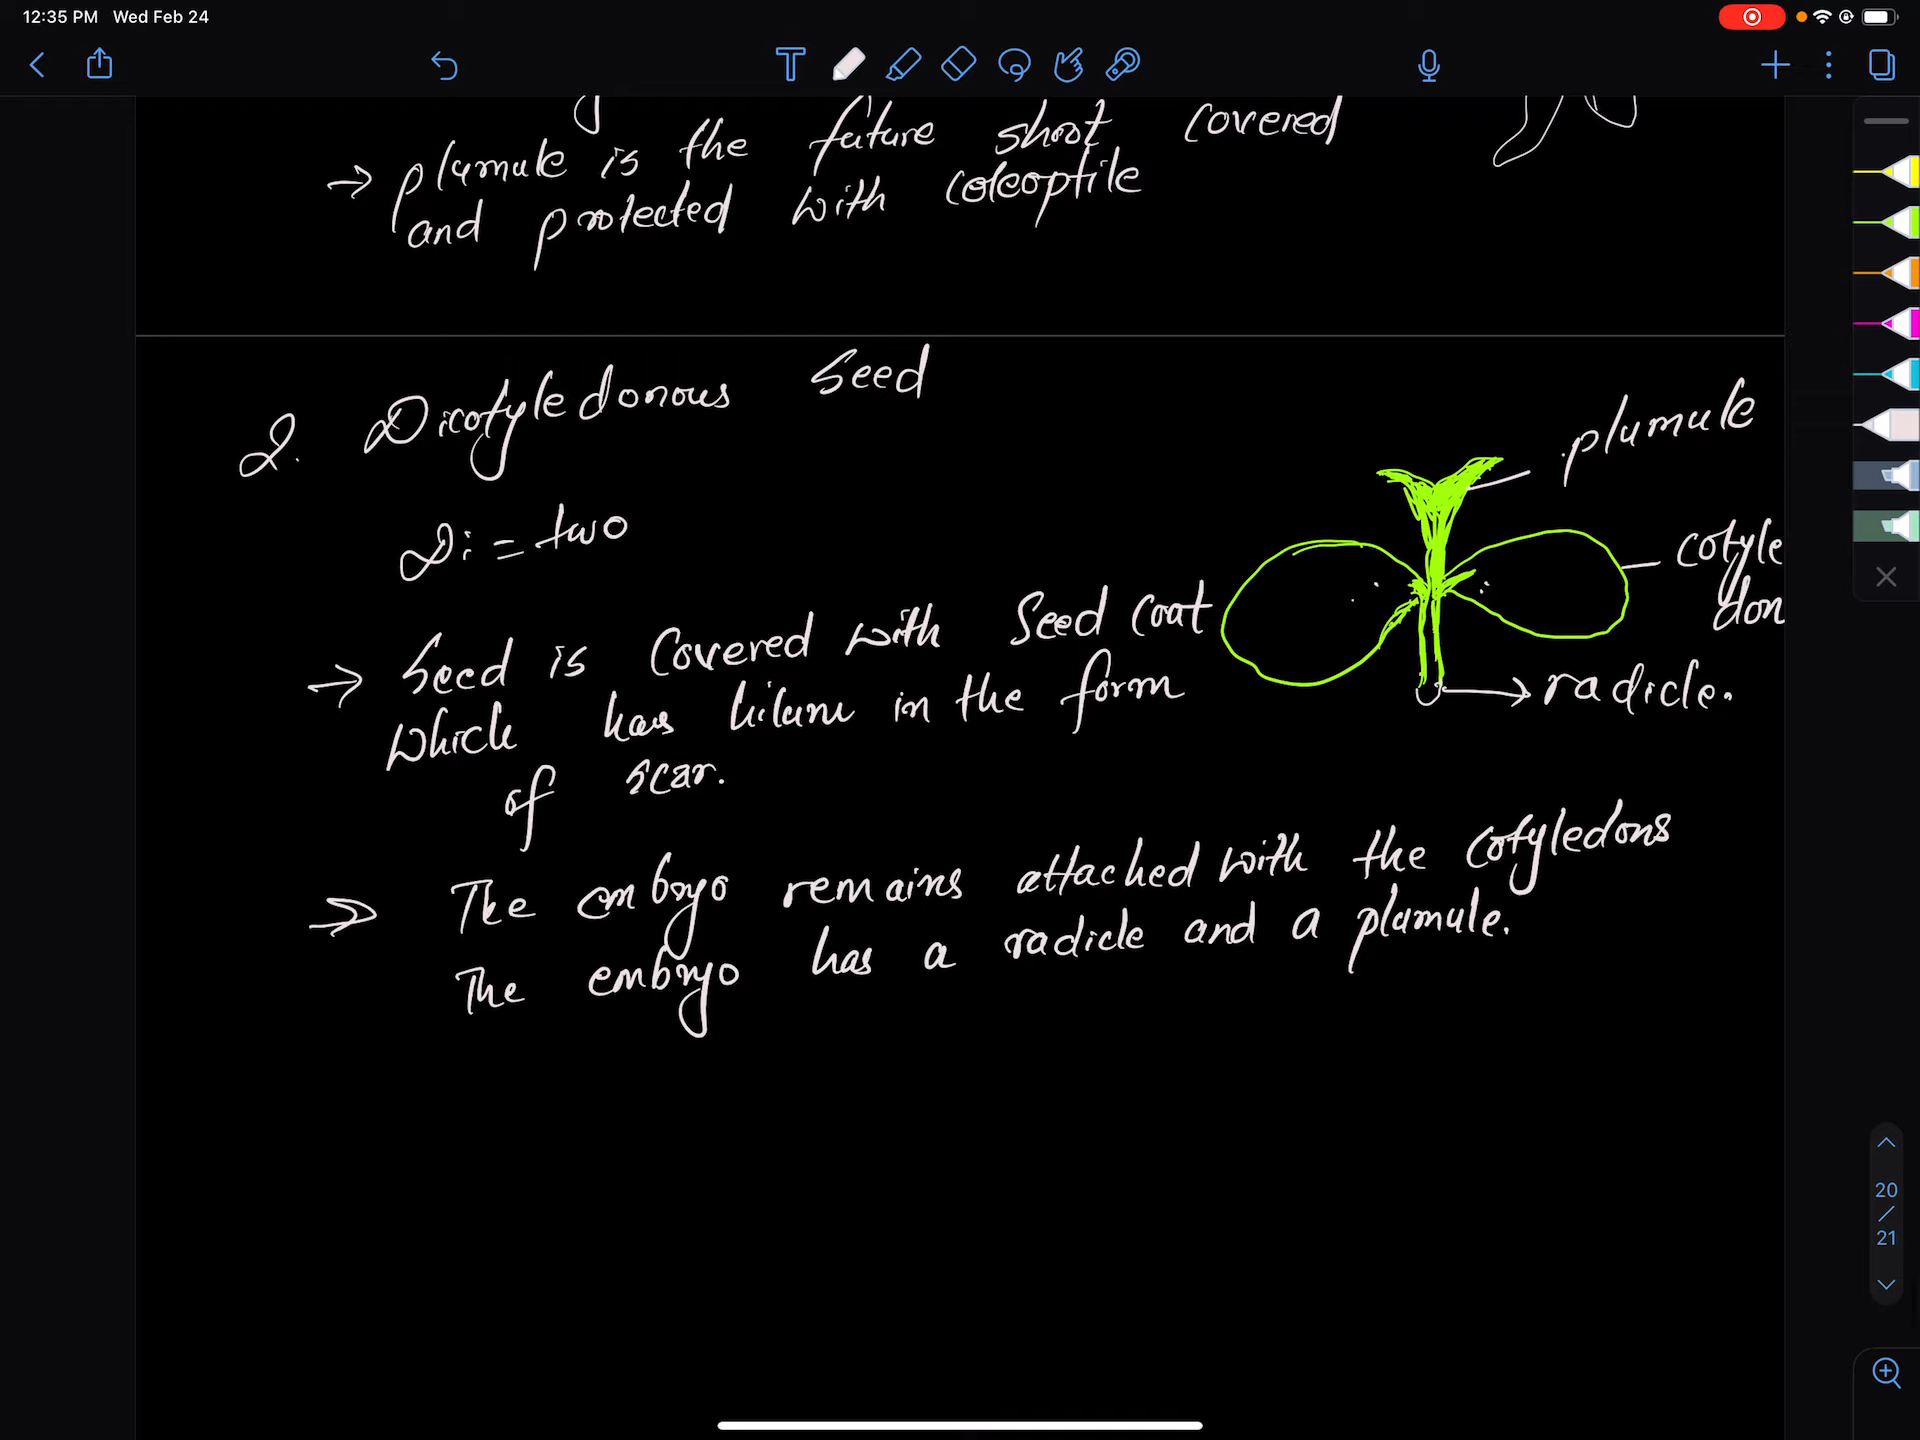 12:35 PM Wed Feb 24
→ plumule is the future shoot covered
and protected with coleoptile
2. Dicotyledonous Seed
Di = two
→ Seed is Covered with Seed coat
which has hilum in the form
of scar.
→ The embryo remains attached with the cotyledons
The embryo has a radicle and a plumule.
plumule
cotyle
don
radicle.
20
/
21